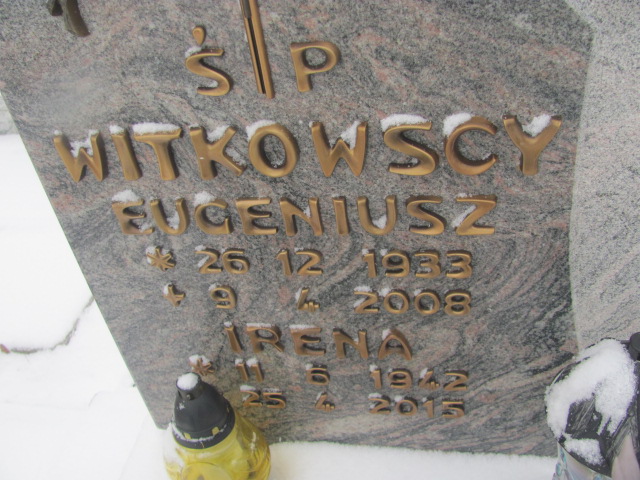 Ś P
WITKOWSCY
EUGENIUSZ
* 26 12 1933
+ 9 4 2008
IRENA
* 11 6 1942
25 4 2015